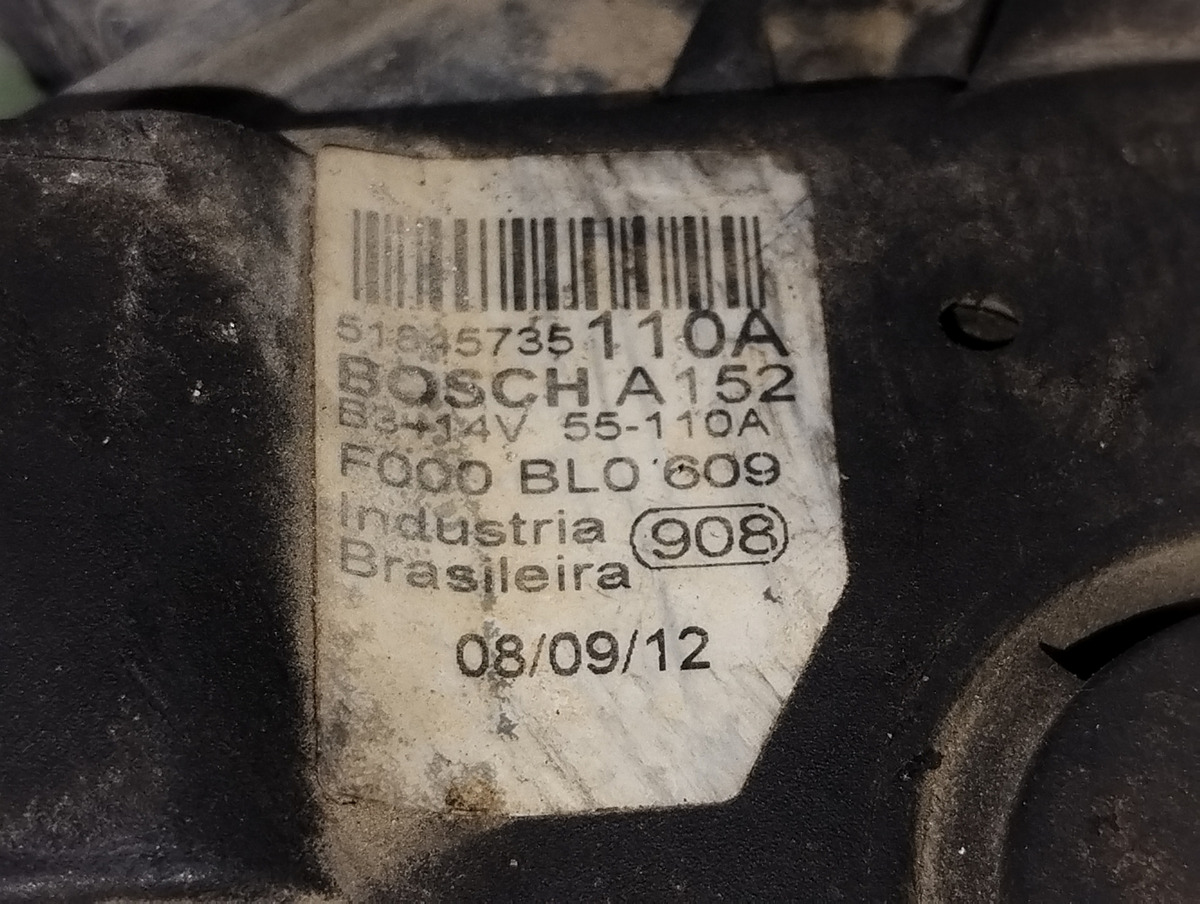 51845735 110A
BOSCH A152
B3+14V 55-110A
F000 BL0 609
Industria 908
Brasileira
08/09/12